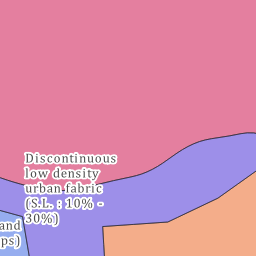 Discontinuous
low density
urban fabric
(S.L. : 10% -
30%)
and
ps)